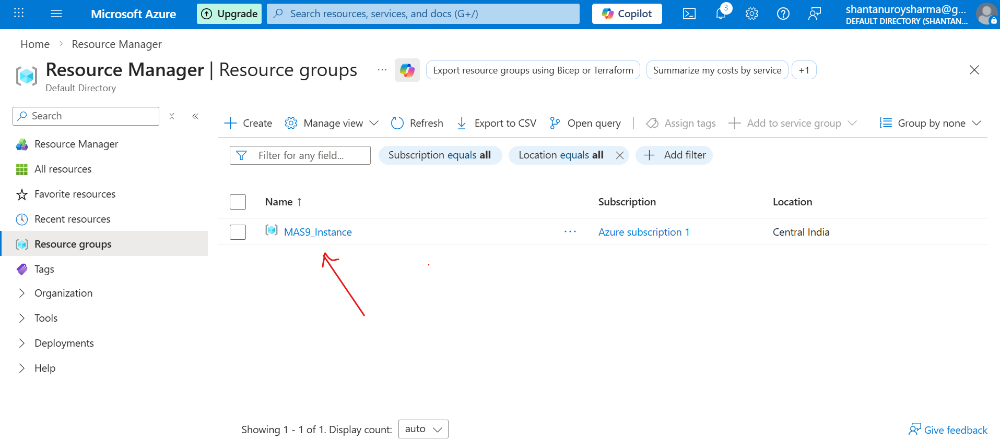 Microsoft Azure
Upgrade
Search resources, services, and docs (G+/)
Copilot
3
shantanuroysharma@g...
DEFAULT DIRECTORY (SHANTAN...
Home > Resource Manager
Resource Manager | Resource groups
...
Export resource groups using Bicep or Terraform
Summarize my costs by service
+1
Default Directory
Search
Resource Manager
All resources
Favorite resources
Recent resources
Resource groups
Tags
Organization
Tools
Deployments
Help
Create
Manage view
Refresh
Export to CSV
Open query
Assign tags
Add to service group
Group by none
Filter for any field...
Subscription equals all
Location equals all
Add filter
Name ↑ Subscription Location
MAS9_Instance ... Azure subscription 1 Central India
Showing 1 - 1 of 1. Display count: auto
Give feedback